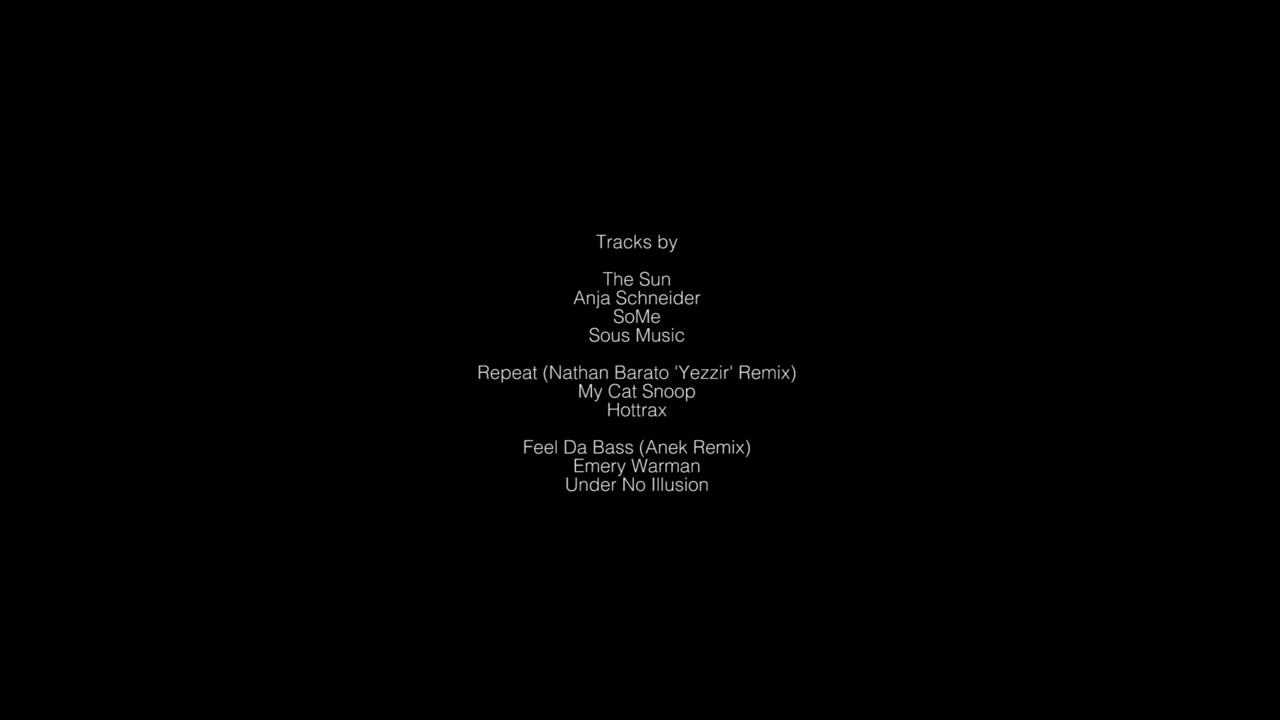 Tracks by
The Sun
Anja Schneider
SoMe
Sous Music
Repeat (Nathan Barato 'Yezzir' Remix)
My Cat Snoop
Hottrax
Feel Da Bass (Anek Remix)
Emery Warman
Under No Illusion